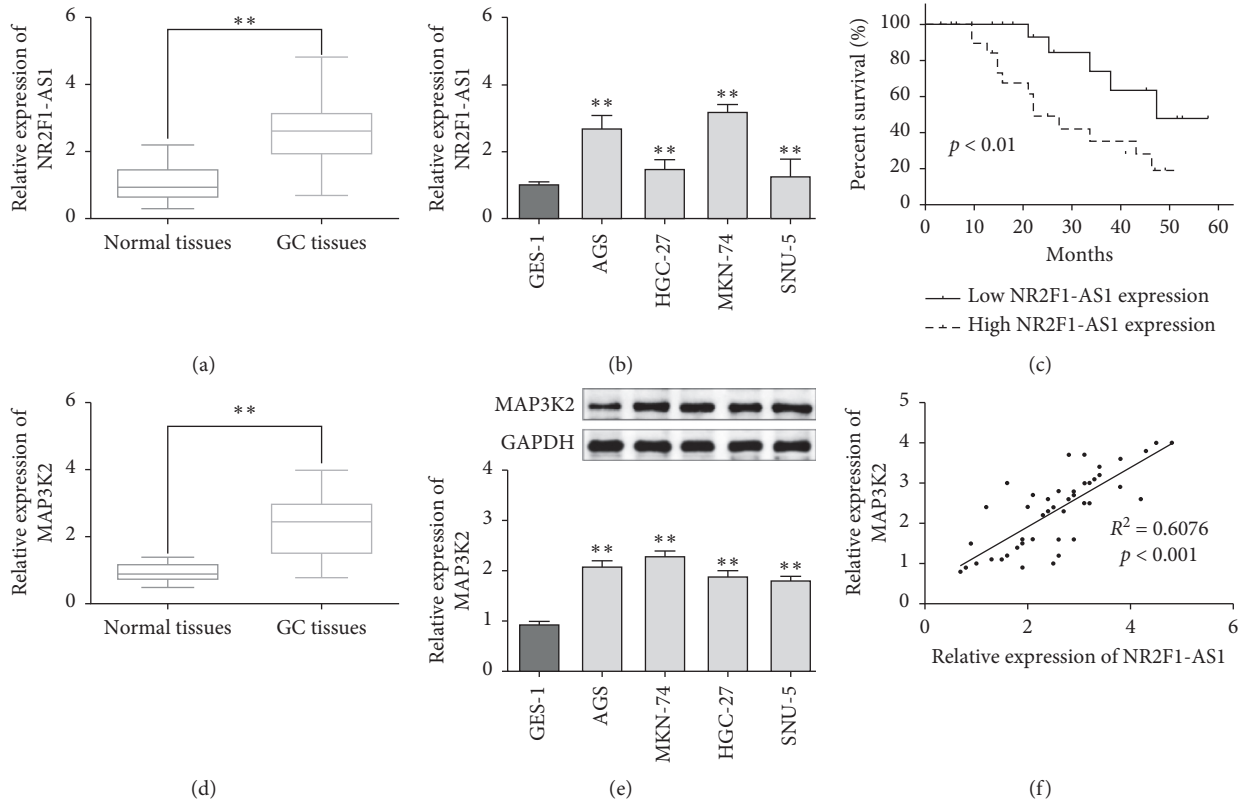 Relative expression of
NR2F1-AS1
6
4
2
0
**
Normal tissues
GC tissues
(a)
Relative expression of
NR2F1-AS1
6
4
2
0
**
**
**
**
GES-1
AGS
HGC-27
MKN-74
SNU-5
(b)
Percent survival (%)
100
80
60
40
20
p < 0.01
0 10 20 30 40 50 60
Months
Low NR2F1-AS1 expression
High NR2F1-AS1 expression
(c)
Relative expression of
MAP3K2
6
4
2
0
**
Normal tissues
GC tissues
(d)
MAP3K2
GAPDH
Relative expression of
MAP3K2
4
3
2
1
0
**
**
**
**
GES-1
AGS
MKN-74
HGC-27
SNU-5
(e)
Relative expression of
MAP3K2
5
4
3
2
1
0
R² = 0.6076
p < 0.001
0 2 4 6
Relative expression of NR2F1-AS1
(f)